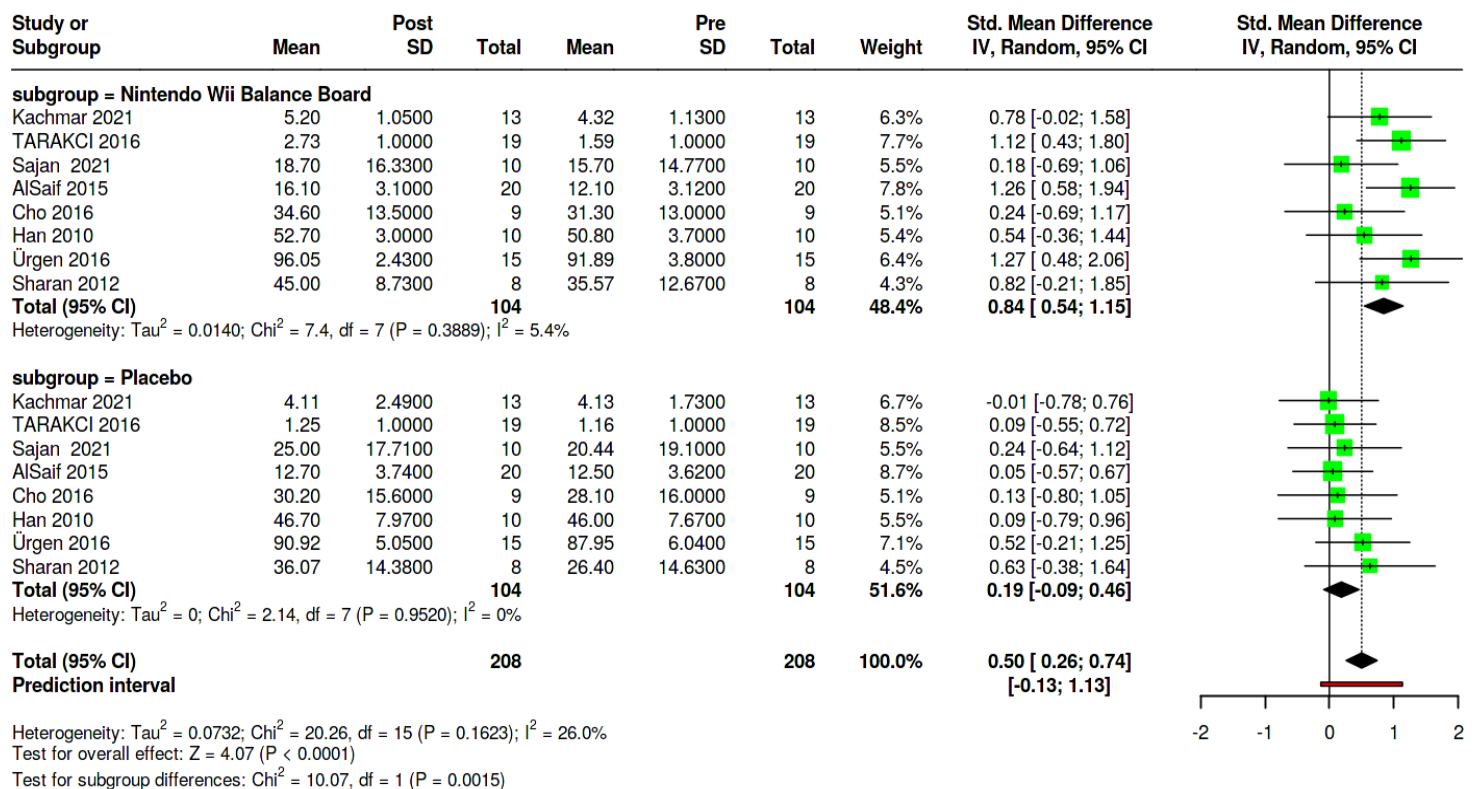 Study or Post Pre Std. Mean Difference Std. Mean Difference
Subgroup Mean SD Total Mean SD Total Weight IV, Random, 95% CI IV, Random, 95% CI
subgroup = Nintendo Wii Balance Board
Kachmar 2021 5.20 1.0500 13 4.32 1.1300 13 6.3% 0.78 [-0.02; 1.58]
TARAKCI 2016 2.73 1.0000 19 1.59 1.0000 19 7.7% 1.12 [ 0.43; 1.80]
Sajan 2021 18.70 16.3300 10 15.70 14.7700 10 5.5% 0.18 [-0.69; 1.06]
AlSaif 2015 16.10 3.1000 20 12.10 3.1200 20 7.8% 1.26 [ 0.58; 1.94]
Cho 2016 34.60 13.5000 9 31.30 13.0000 9 5.1% 0.24 [-0.69; 1.17]
Han 2010 52.70 3.0000 10 50.80 3.7000 10 5.4% 0.54 [-0.36; 1.44]
Ürgen 2016 96.05 2.4300 15 91.89 3.8000 15 6.4% 1.27 [ 0.48; 2.06]
Sharan 2012 45.00 8.7300 8 35.57 12.6700 8 4.3% 0.82 [-0.21; 1.85]
Total (95% CI) 104 104 48.4% 0.84 [ 0.54; 1.15]
Heterogeneity: Tau² = 0.0140; Chi² = 7.4, df = 7 (P = 0.3889); I² = 5.4%
subgroup = Placebo
Kachmar 2021 4.11 2.4900 13 4.13 1.7300 13 6.7% -0.01 [-0.78; 0.76]
TARAKCI 2016 1.25 1.0000 19 1.16 1.0000 19 8.5% 0.09 [-0.55; 0.72]
Sajan 2021 25.00 17.7100 10 20.44 19.1000 10 5.5% 0.24 [-0.64; 1.12]
AlSaif 2015 12.70 3.7400 20 12.50 3.6200 20 8.7% 0.05 [-0.57; 0.67]
Cho 2016 30.20 15.6000 9 28.10 16.0000 9 5.1% 0.13 [-0.80; 1.05]
Han 2010 46.70 7.9700 10 46.00 7.6700 10 5.5% 0.09 [-0.79; 0.96]
Ürgen 2016 90.92 5.0500 15 87.95 6.0400 15 7.1% 0.52 [-0.21; 1.25]
Sharan 2012 36.07 14.3800 8 26.40 14.6300 8 4.5% 0.63 [-0.38; 1.64]
Total (95% CI) 104 104 51.6% 0.19 [-0.09; 0.46]
Heterogeneity: Tau² = 0; Chi² = 2.14, df = 7 (P = 0.9520); I² = 0%
Total (95% CI) 208 208 100.0% 0.50 [ 0.26; 0.74]
Prediction interval [-0.13; 1.13]
-2 -1 0 1 2
Heterogeneity: Tau² = 0.0732; Chi² = 20.26, df = 15 (P = 0.1623); I² = 26.0%
Test for overall effect: Z = 4.07 (P < 0.0001)
Test for subgroup differences: Chi² = 10.07, df = 1 (P = 0.0015)